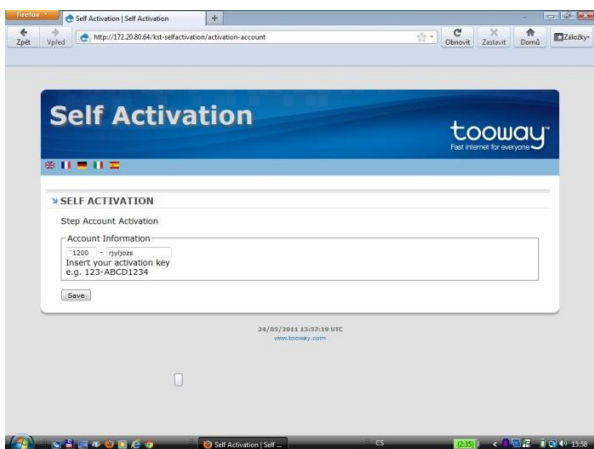 Firefox
Self Activation | Self Activation
+
Zpět
Vpřed
http://172.20.80.64/kst-selfactivation/activation-account
Obnovit
Zastavit
Domů
Záložky
Self Activation
tooway
Fast internet for everyone
SELF ACTIVATION
Step Account Activation
Account Information
1200 - rjyljozs
Insert your activation key
e.g. 123-ABCD1234
Save
24/05/2011 13:57:19 UTC
www.tooway.com
Self Activation | Self ...
CS
(2:35)
15:58